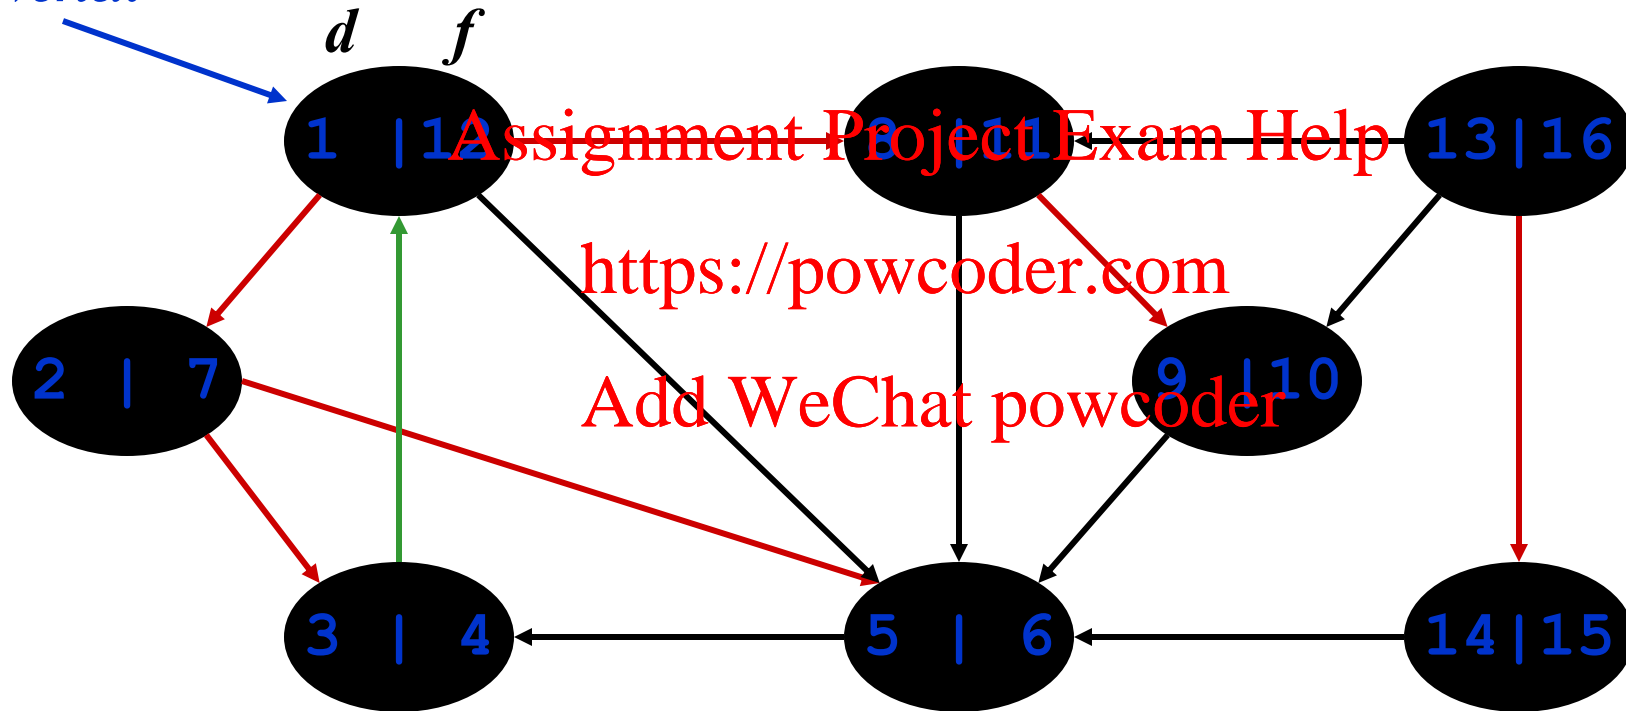 d f
1 |12
8 |11
13|16
Assignment Project Exam Help
https://powcoder.com
2 | 7
9 |10
Add WeChat powcoder
3 | 4
5 | 6
14|15